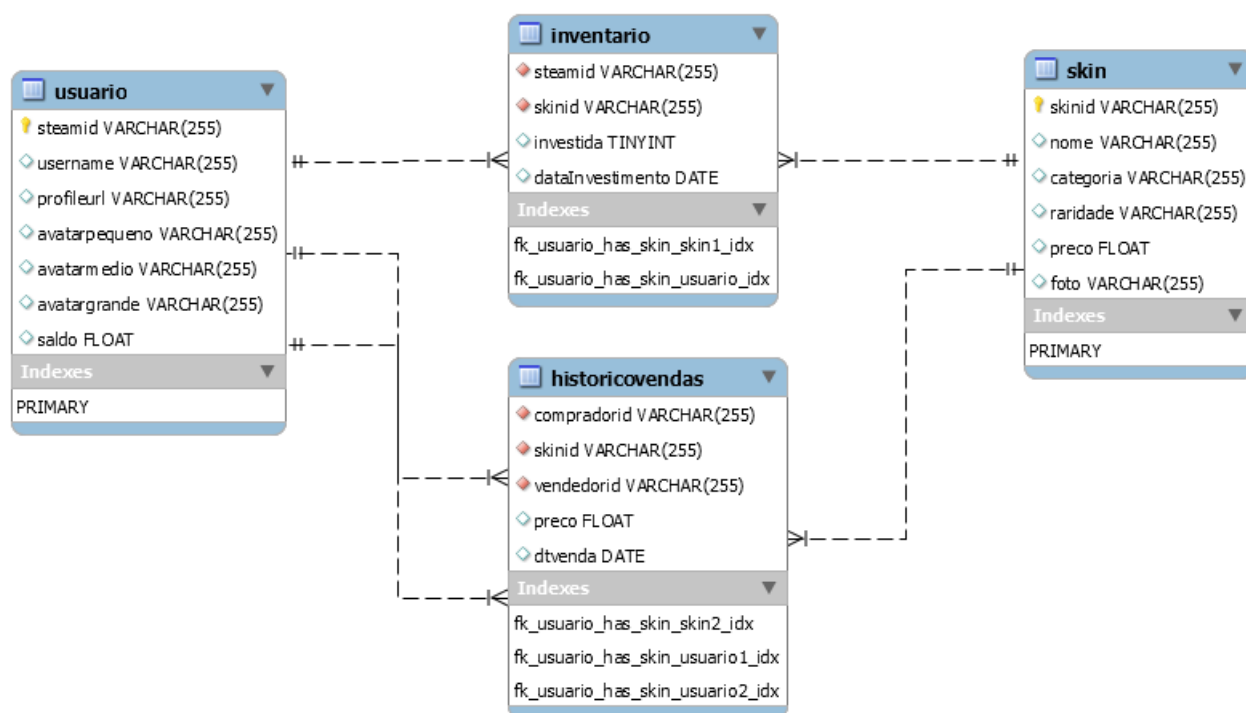 usuario
steamid VARCHAR(255)
username VARCHAR(255)
profileurl VARCHAR(255)
avatarpequeno VARCHAR(255)
avatarmedio VARCHAR(255)
avatargrande VARCHAR(255)
saldo FLOAT
Indexes
PRIMARY
inventario
steamid VARCHAR(255)
skinid VARCHAR(255)
investida TINYINT
dataInvestimento DATE
Indexes
fk_usuario_has_skin_skin1_idx
fk_usuario_has_skin_usuario_idx
historicovendas
compradorid VARCHAR(255)
skinid VARCHAR(255)
vendedorid VARCHAR(255)
preco FLOAT
dtvenda DATE
Indexes
fk_usuario_has_skin_skin2_idx
fk_usuario_has_skin_usuario1_idx
fk_usuario_has_skin_usuario2_idx
skin
skinid VARCHAR(255)
nome VARCHAR(255)
categoria VARCHAR(255)
raridade VARCHAR(255)
preco FLOAT
foto VARCHAR(255)
Indexes
PRIMARY